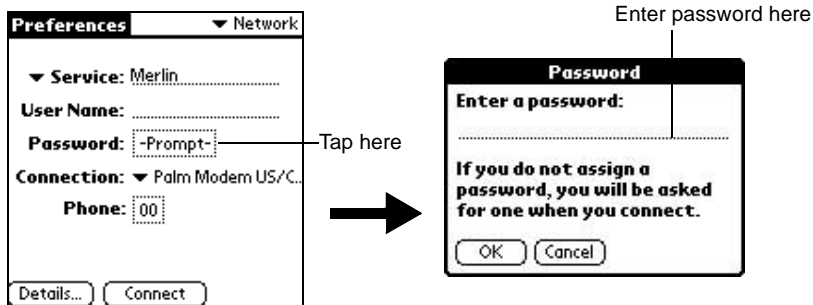 Preferences
Network
Service: Merlin
User Name:
Password: -Prompt-
Connection: Palm Modem US/C..
Phone: 00
Details...
Connect
Tap here
Enter password here
Password
Enter a password:
If you do not assign a
password, you will be asked
for one when you connect.
OK
Cancel